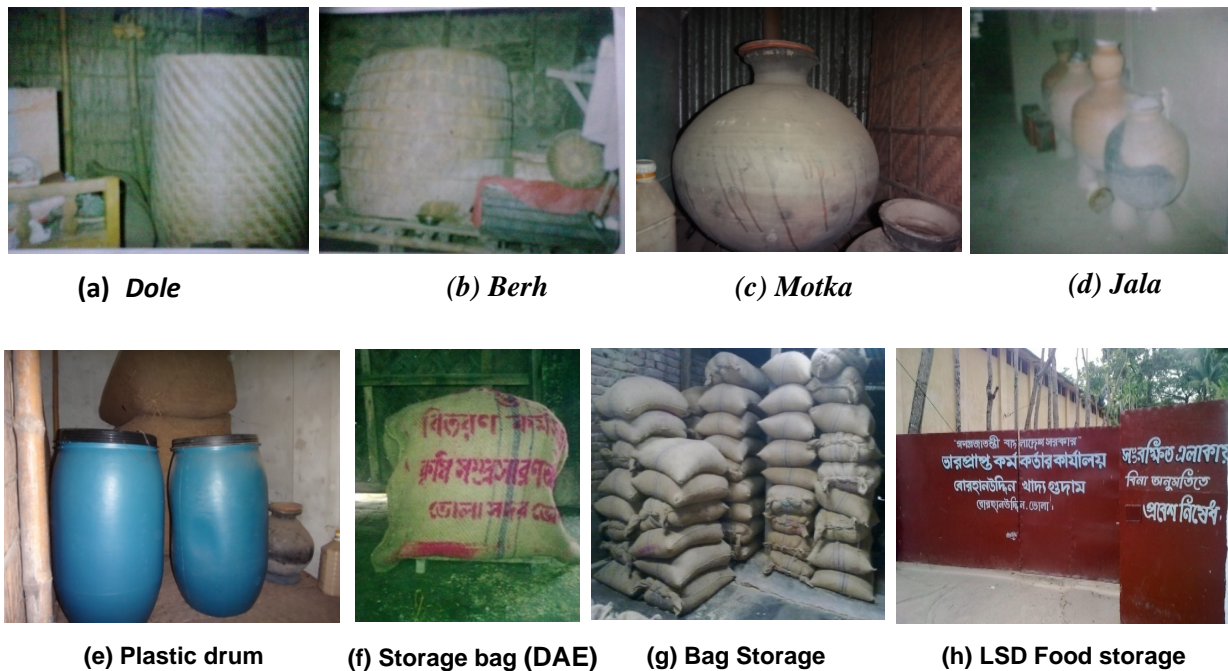 (a) Dole
(b) Berh
(c) Motka
(d) Jala
বিতরণ
কৃষি সম্প্রসারণ
ভোলা সদর
"গণপ্রজাতন্ত্রী বাংলাদেশ সরকার"
ভারপ্রাপ্ত কর্মকর্তার কার্যালয়
বোরহানউদ্দিন খাদ্য গুদাম
বোরহানউদ্দিন, ভোলা।
সংরক্ষিত এলাকায়
বিনা অনুমতিতে
প্রবেশ নিষেধ।
(e) Plastic drum
(f) Storage bag (DAE)
(g) Bag Storage
(h) LSD Food storage